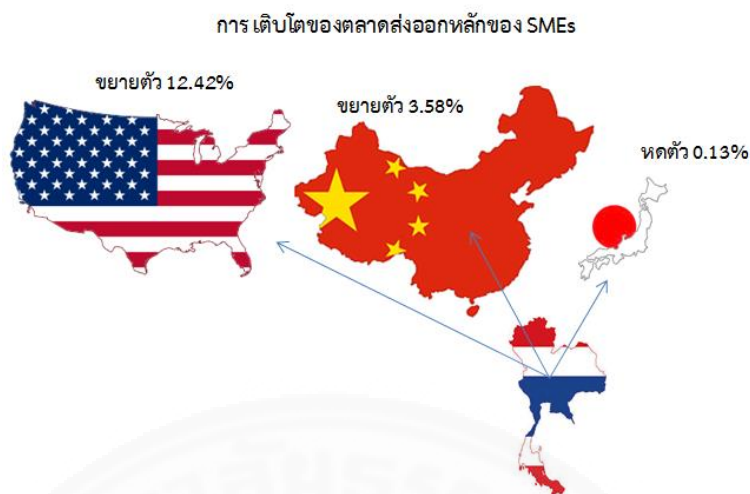 การ เติบโตของตลาดส่งออกหลักของ SMEs
ขยายตัว 12.42%
ขยายตัว 3.58%
หดตัว 0.13%